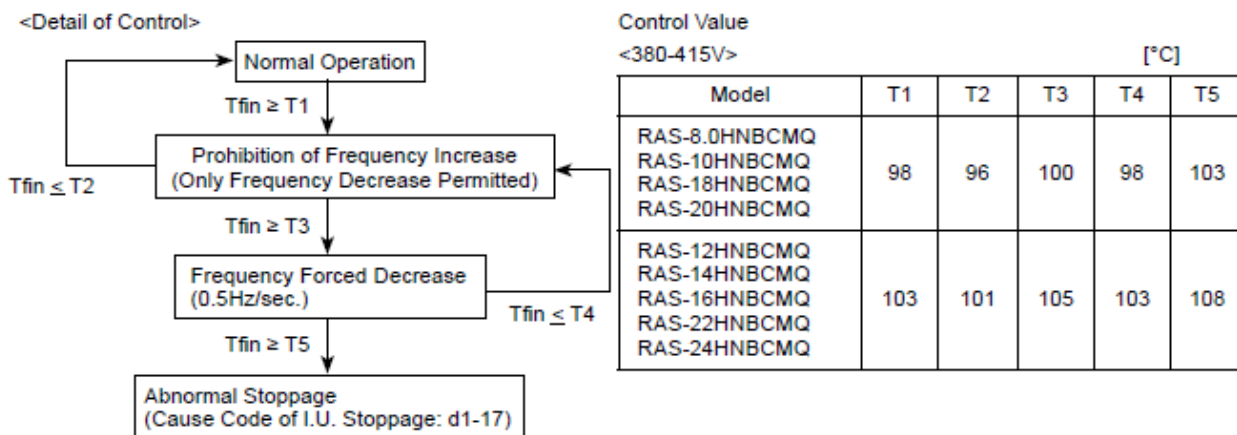 <Detail of Control>
Normal Operation
Tfin ≥ T1
Prohibition of Frequency Increase
(Only Frequency Decrease Permitted)
Tfin ≤ T2
Tfin ≥ T3
Frequency Forced Decrease
(0.5Hz/sec.)
Tfin ≤ T4
Tfin ≥ T5
Abnormal Stoppage
(Cause Code of I.U. Stoppage: d1-17)
Control Value
<380-415V> [°C]
Model T1 T2 T3 T4 T5
RAS-8.0HNBCMQ
RAS-10HNBCMQ
RAS-18HNBCMQ
RAS-20HNBCMQ
98 96 100 98 103
RAS-12HNBCMQ
RAS-14HNBCMQ
RAS-16HNBCMQ
RAS-22HNBCMQ
RAS-24HNBCMQ
103 101 105 103 108